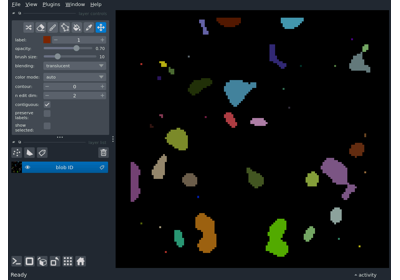 File View Plugins Window Help
label: 1
opacity: 0.70
brush size: 10
blending: translucent
color mode: auto
contour: 0
n edit dim: 2
contiguous:
preserve
labels:
show
selected:
blob ID
Ready
activity